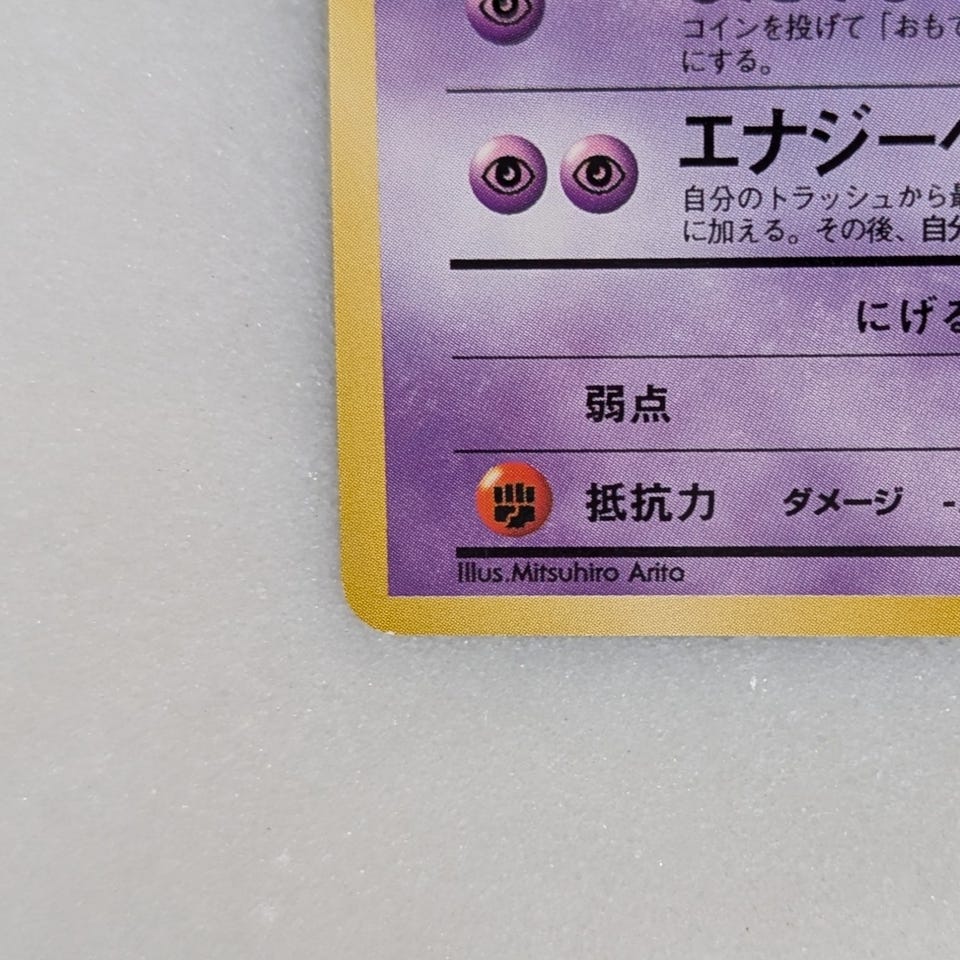 コインを投げて「おもて
にする。
エナジー
自分のトラッシュから
に加える。その後、自分
にげる
弱点
抵抗力 ダメージ -
Illus.Mitsuhiro Arita